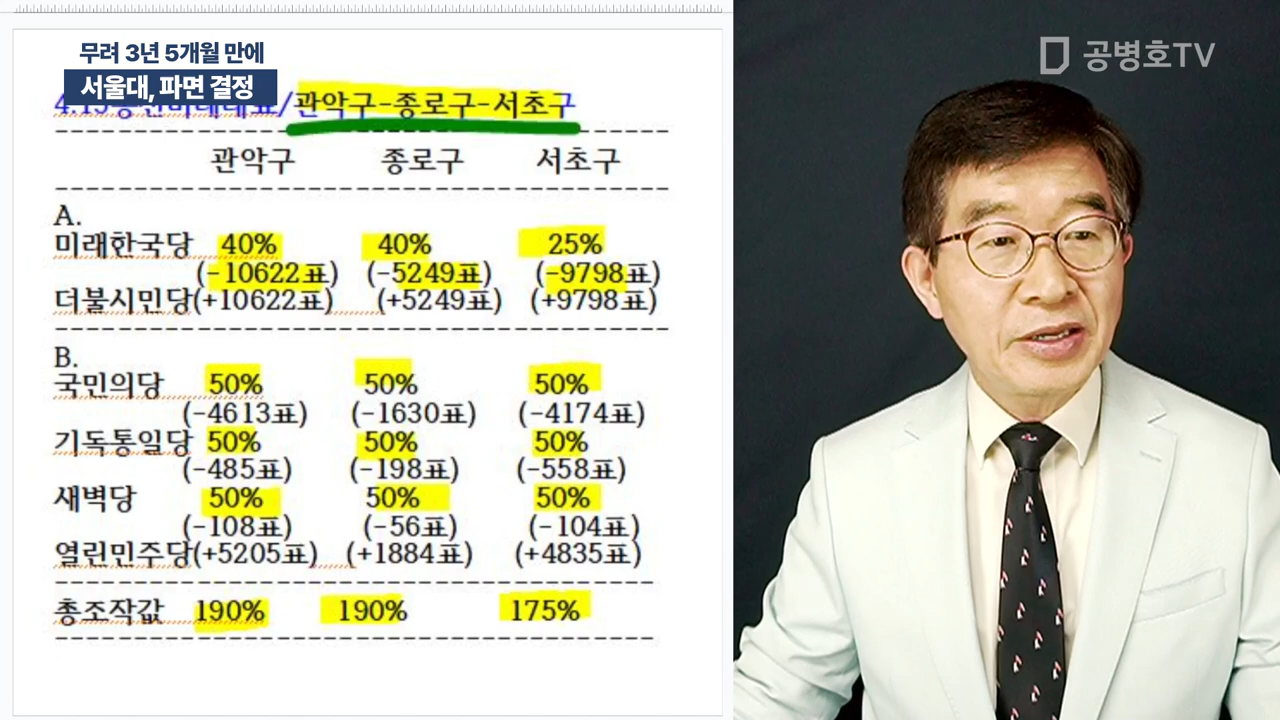 무려 3년 5개월 만에
서울대, 파면 결정
공병호TV
/관악구-종로구-서초구
관악구 종로구 서초구
A.
미래한국당 40% 40% 25%
(-10622표) (-5249표) (-9798표)
더불시민당(+10622표) (+5249표) (+9798표)
B.
국민의당 50% 50% 50%
(-4613표) (-1630표) (-4174표)
기독통일당 50% 50% 50%
(-485표) (-198표) (-558표)
새벽당 50% 50% 50%
(-108표) (-56표) (-104표)
열린민주당(+5205표) (+1884표) (+4835표)
총조작값 190% 190% 175%